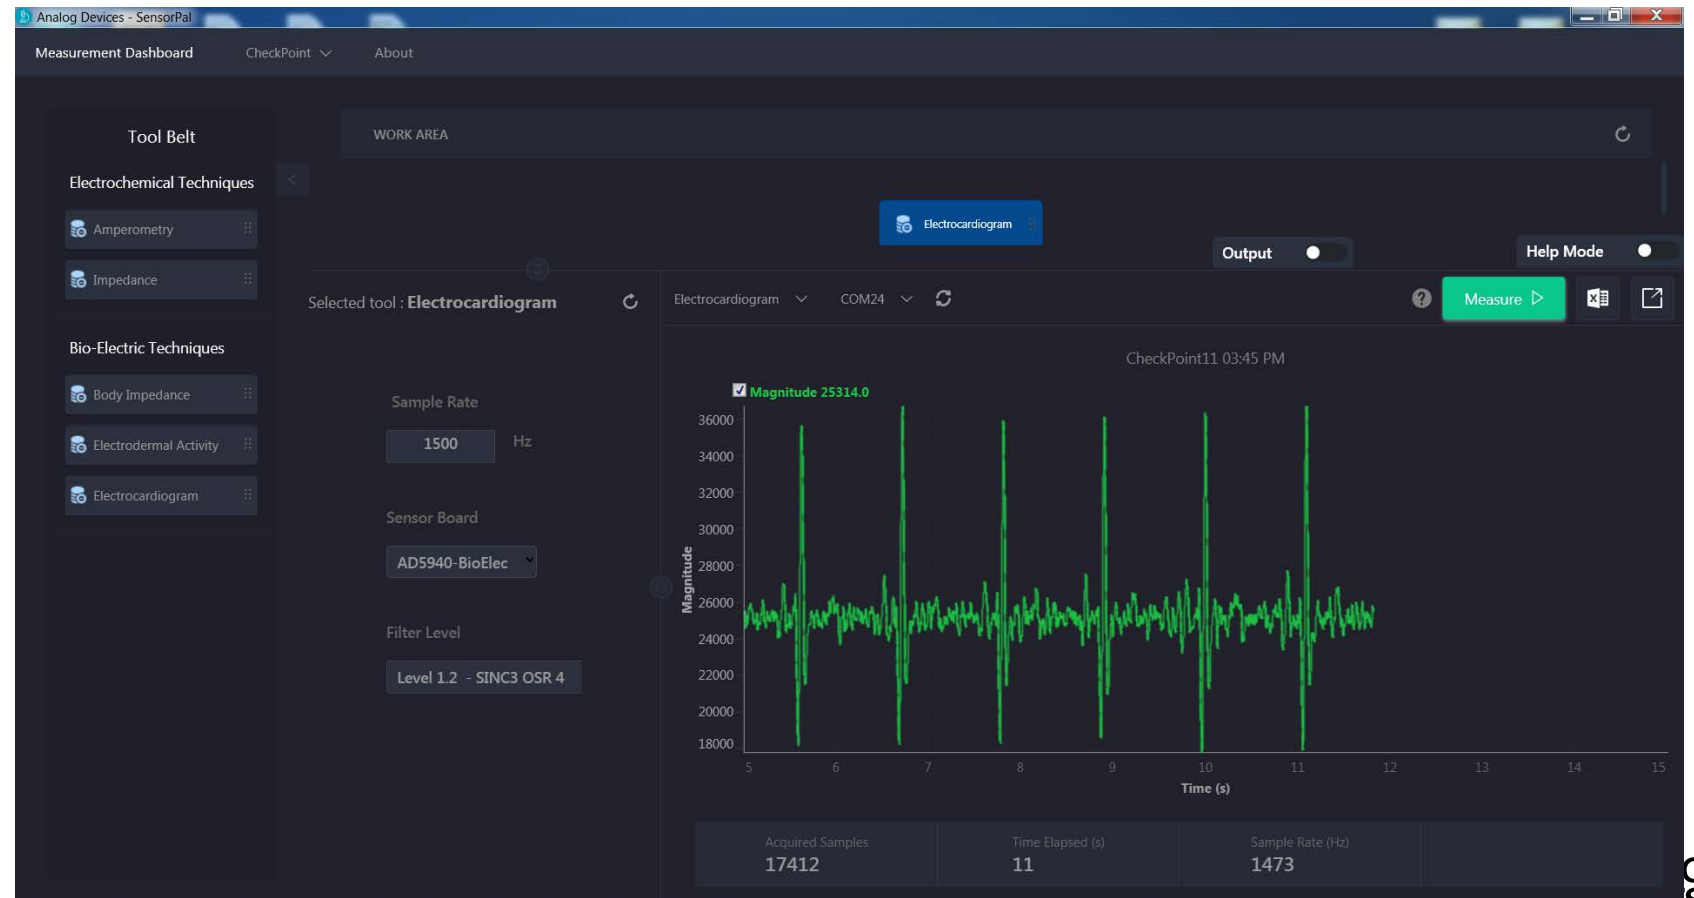 Analog Devices - SensorPal
Measurement Dashboard CheckPoint About
Tool Belt
WORK AREA
Electrochemical Techniques
Amperometry
Impedance
Bio-Electric Techniques
Body Impedance
Electrodermal Activity
Electrocardiogram
Electrocardiogram
Output
Help Mode
Selected tool : Electrocardiogram
Sample Rate
1500 Hz
Sensor Board
AD5940-BioElec
Filter Level
Level 1.2 - SINC3 OSR 4
Electrocardiogram COM24
? Measure
CheckPoint11 03:45 PM
Magnitude 25314.0
36000
34000
32000
30000
28000
26000
24000
22000
20000
18000
Magnitude
5 6 7 8 9 10 11 12 13 14 15
Time (s)
Acquired Samples
17412
Time Elapsed (s)
11
Sample Rate (Hz)
1473